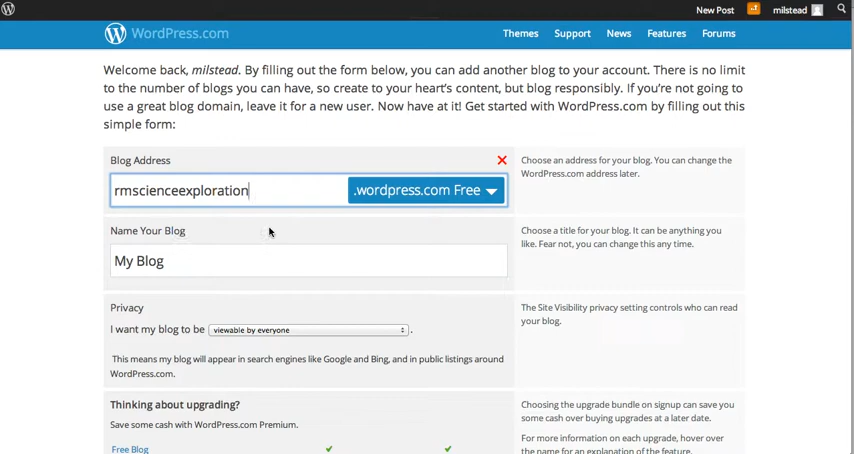 New Post milstead
WordPress.com Themes Support News Features Forums
Welcome back, milstead. By filling out the form below, you can add another blog to your account. There is no limit
to the number of blogs you can have, so create to your heart's content, but blog responsibly. If you're not going to
use a great blog domain, leave it for a new user. Now have at it! Get started with WordPress.com by filling out this
simple form:
Blog Address
rmscienceexploration .wordpress.com Free
Choose an address for your blog. You can change the
WordPress.com address later.
Name Your Blog
My Blog
Choose a title for your blog. It can be anything you
like. Fear not, you can change this any time.
Privacy
I want my blog to be viewable by everyone .
This means my blog will appear in search engines like Google and Bing, and in public listings around
WordPress.com.
The Site Visibility privacy setting controls who can read
your blog.
Thinking about upgrading?
Save some cash with WordPress.com Premium.
Free Blog
Choosing the upgrade bundle on signup can save you
some cash over buying upgrades at a later date.
For more information on each upgrade, hover over
the name for an explanation of the feature.